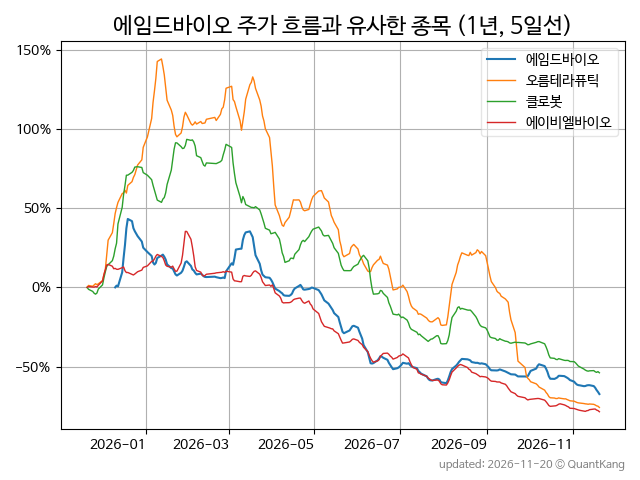 에임드바이오 주가 흐름과 유사한 종목 (1년, 5일선)
에임드바이오
오름테라퓨틱
클로봇
에이비엘바이오
150%
100%
50%
0%
−50%
2026-01
2026-03
2026-05
2026-07
2026-09
2026-11
updated: 2026-11-20 © QuantKang